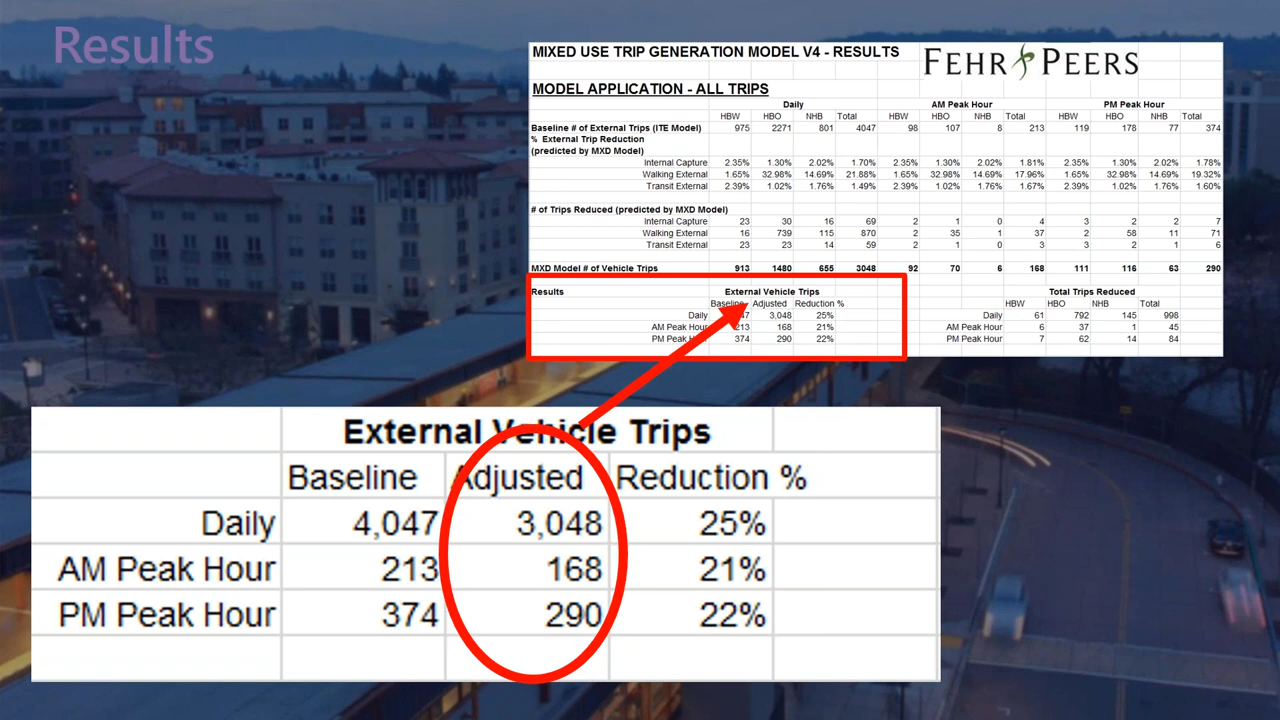 Results
MIXED USE TRIP GENERATION MODEL V4 - RESULTS
FEHR PEERS
MODEL APPLICATION - ALL TRIPS
Daily AM Peak Hour PM Peak Hour
HBW HBO NHB Total HBW HBO NHB Total HBW HBO NHB Total
Baseline # of External Trips (ITE Model) 975 2271 801 4047 98 107 8 213 119 178 77 374
% External Trip Reduction
(predicted by MXD Model)
Internal Capture 2.35% 1.30% 2.02% 1.70% 2.35% 1.30% 2.02% 1.81% 2.35% 1.30% 2.02% 1.78%
Walking External 1.65% 32.98% 14.69% 21.88% 1.65% 32.98% 14.69% 17.96% 1.65% 32.98% 14.69% 19.32%
Transit External 2.39% 1.02% 1.76% 1.49% 2.39% 1.02% 1.76% 1.67% 2.39% 1.02% 1.76% 1.60%
# of Trips Reduced (predicted by MXD Model)
Internal Capture 23 30 16 69 2 1 0 4 3 2 2 7
Walking External 16 739 115 870 2 35 1 37 2 58 11 71
Transit External 23 23 14 59 2 1 0 3 3 2 1 6
MXD Model # of Vehicle Trips 913 1480 655 3048 92 70 6 168 111 116 63 290
Results External Vehicle Trips Total Trips Reduced
Baseline Adjusted Reduction % HBW HBO NHB Total
Daily 47 3,048 25% Daily 61 792 145 998
AM Peak Hour 213 168 21% AM Peak Hour 6 37 1 45
PM Peak Hour 374 290 22% PM Peak Hour 7 62 14 84
External Vehicle Trips
Baseline Adjusted Reduction %
Daily 4,047 3,048 25%
AM Peak Hour 213 168 21%
PM Peak Hour 374 290 22%